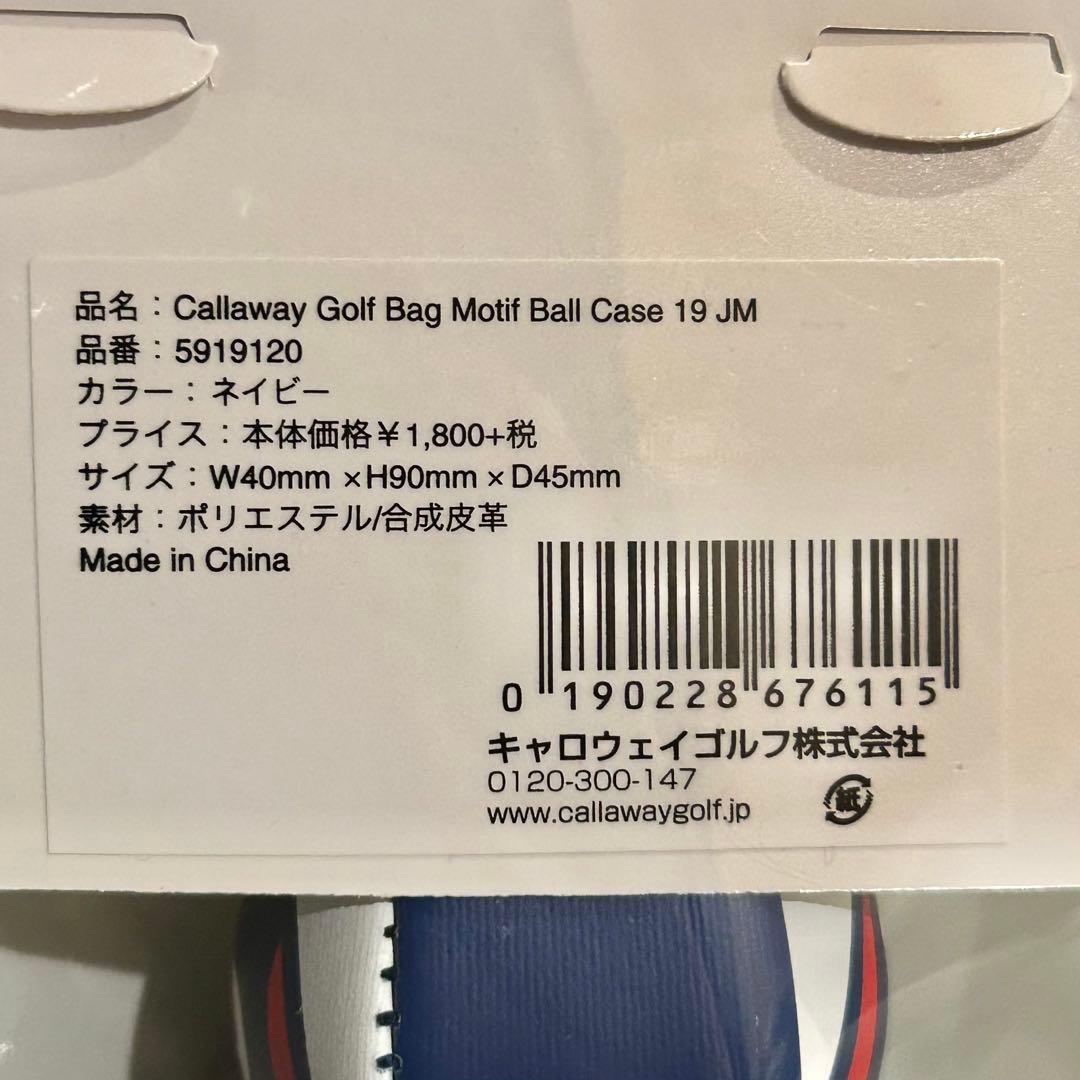 品名：Callaway Golf Bag Motif Ball Case 19 JM
品番：5919120
カラー：ネイビー
プライス：本体価格￥1,800+税
サイズ：W40mm ×H90mm ×D45mm
素材：ポリエステル/合成皮革
Made in China
0 190228 676115
キャロウェイゴルフ株式会社
0120-300-147
www.callawaygolf.jp
紙